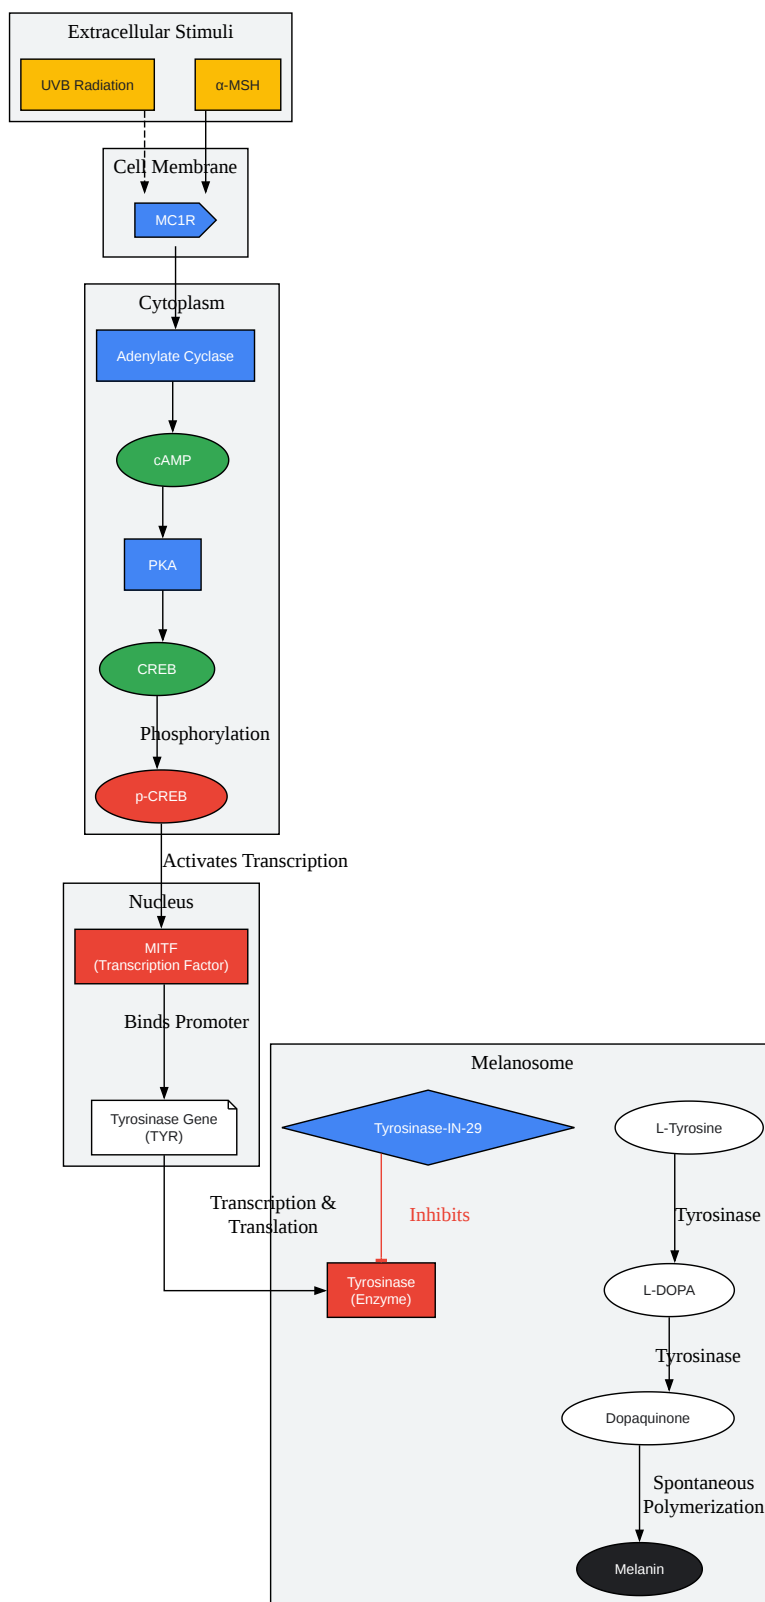 Extracellular Stimuli
UVB Radiation
α-MSH
Cell Membrane
MC1R
Cytoplasm
Adenylate Cyclase
cAMP
PKA
CREB
Phosphorylation
p-CREB
Activates Transcription
Nucleus
MITF
(Transcription Factor)
Binds Promoter
Tyrosinase Gene
(TYR)
Transcription &
Translation
Melanosome
Tyrosinase-IN-29
Inhibits
Tyrosinase
(Enzyme)
L-Tyrosine
Tyrosinase
L-DOPA
Tyrosinase
Dopaquinone
Spontaneous
Polymerization
Melanin